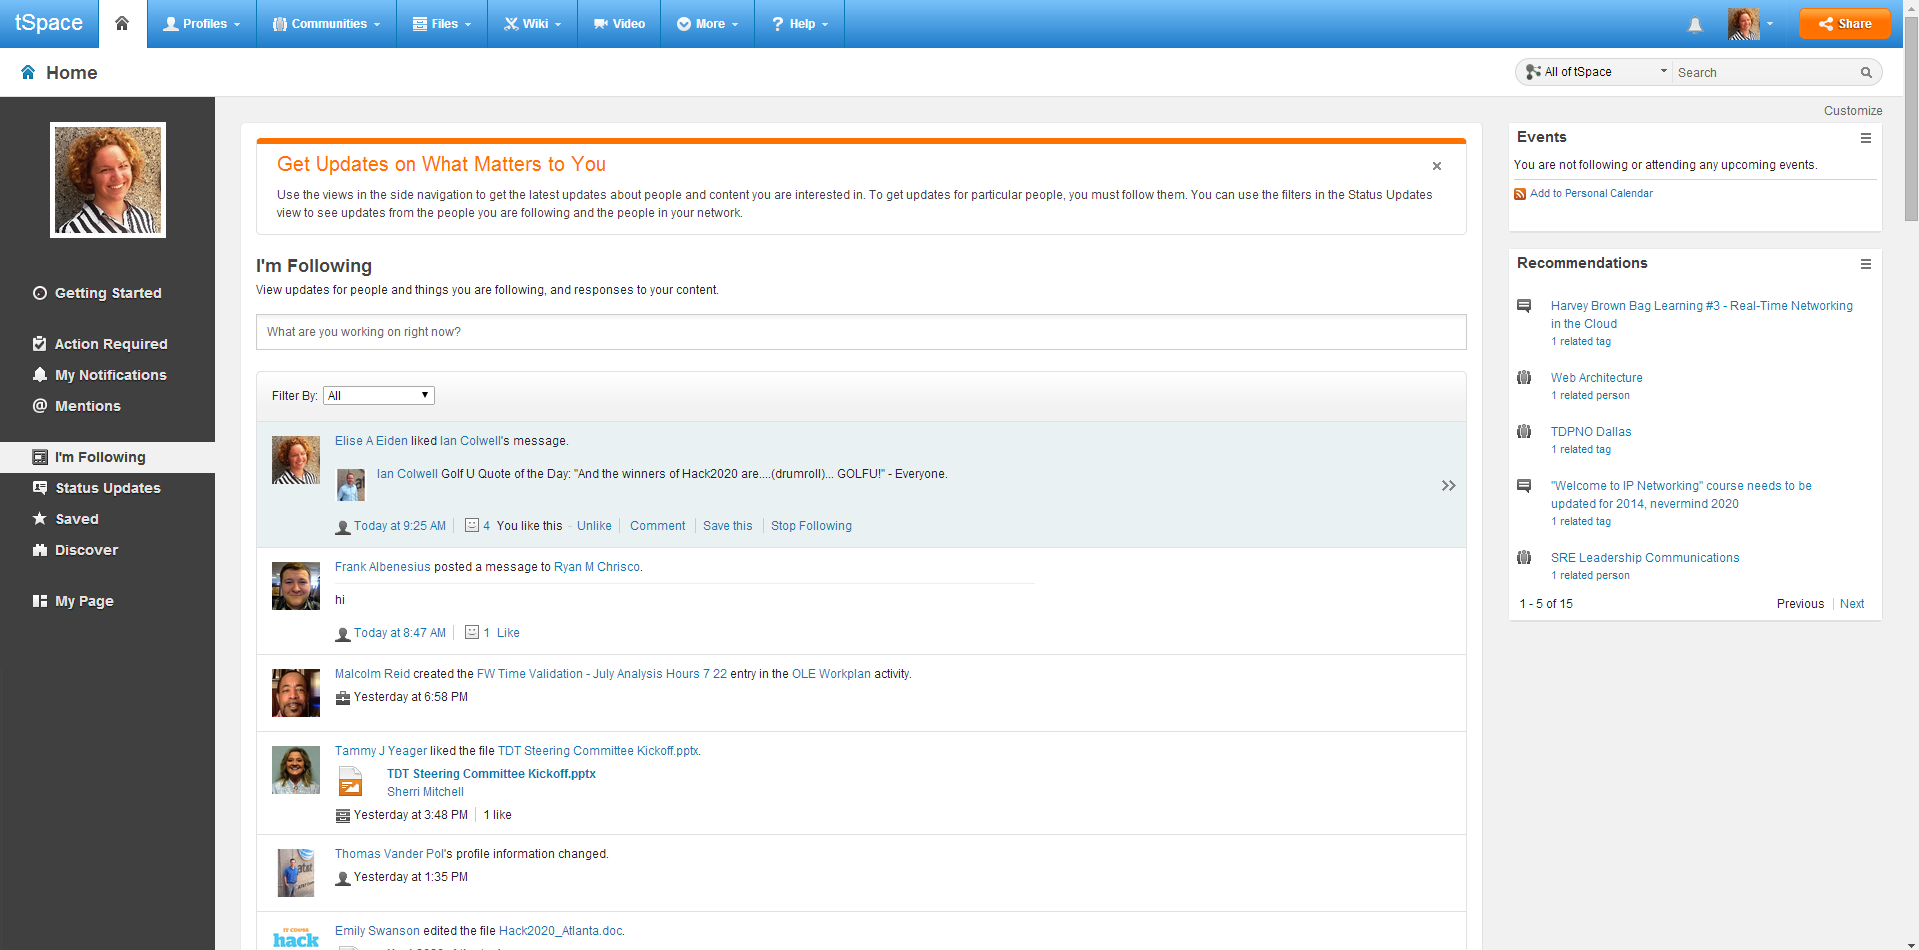 tSpace
Profiles
Communities
Files
Wiki
Video
More
? Help
Share
Home
All of tSpace
Search
Customize
Getting Started
Action Required
My Notifications
@ Mentions
I'm Following
Status Updates
Saved
Discover
My Page
Get Updates on What Matters to You
Use the views in the side navigation to get the latest updates about people and content you are interested in. To get updates for particular people, you must follow them. You can use the filters in the Status Updates
view to see updates from the people you are following and the people in your network.
I'm Following
View updates for people and things you are following, and responses to your content.
What are you working on right now?
Filter By: All
Elise A Eiden liked Ian Colwell's message.
Ian Colwell Golf U Quote of the Day: "And the winners of Hack2020 are....(drumroll)... GOLFU!" - Everyone.
Today at 9:25 AM | 4 You like this - Unlike | Comment | Save this | Stop Following
Frank Albenesius posted a message to Ryan M Chrisco.
hi
Today at 8:47 AM | 1 Like
Malcolm Reid created the FW Time Validation - July Analysis Hours 7 22 entry in the OLE Workplan activity.
Yesterday at 6:58 PM
Tammy J Yeager liked the file TDT Steering Committee Kickoff.pptx.
TDT Steering Committee Kickoff.pptx
Sherri Mitchell
Yesterday at 3:48 PM | 1 like
Thomas Vander Pol's profile information changed.
at&t
Yesterday at 1:35 PM
hack
Emily Swanson edited the file Hack2020_Atlanta.doc.
Events
You are not following or attending any upcoming events.
Add to Personal Calendar
Recommendations
Harvey Brown Bag Learning #3 - Real-Time Networking
in the Cloud
1 related tag
Web Architecture
1 related person
TDPNO Dallas
1 related tag
"Welcome to IP Networking" course needs to be
updated for 2014, nevermind 2020
1 related tag
SRE Leadership Communications
1 related person
1 - 5 of 15
Previous | Next